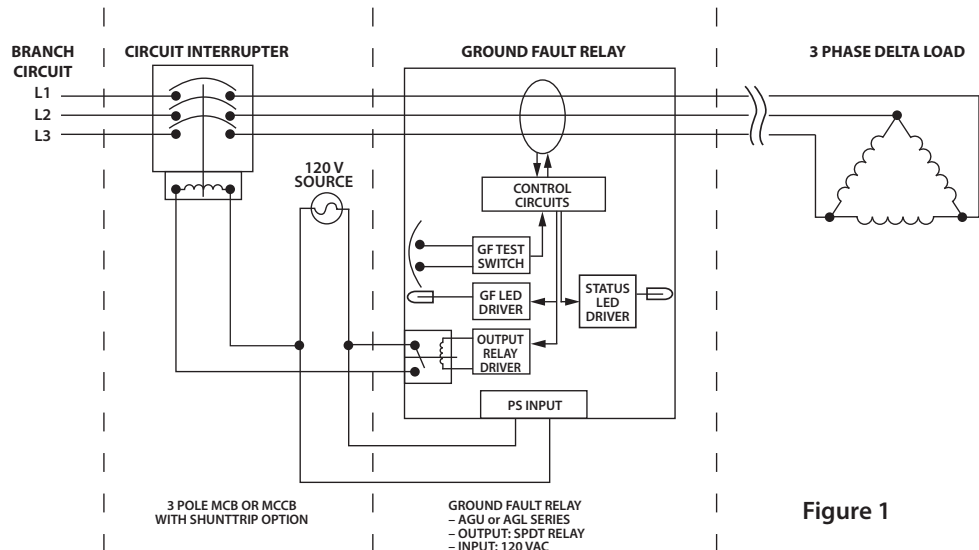 BRANCH
CIRCUIT
CIRCUIT INTERRUPTER
GROUND FAULT RELAY
3 PHASE DELTA LOAD
L1
L2
L3
120 V
SOURCE
CONTROL
CIRCUITS
GF TEST
SWITCH
GF LED
DRIVER
STATUS
LED
DRIVER
OUTPUT
RELAY
DRIVER
PS INPUT
3 POLE MCB OR MCCB
WITH SHUNTTRIP OPTION
GROUND FAULT RELAY
– AGU or AGL SERIES
– OUTPUT: SPDT RELAY
– INPUT: 120 VAC
Figure 1